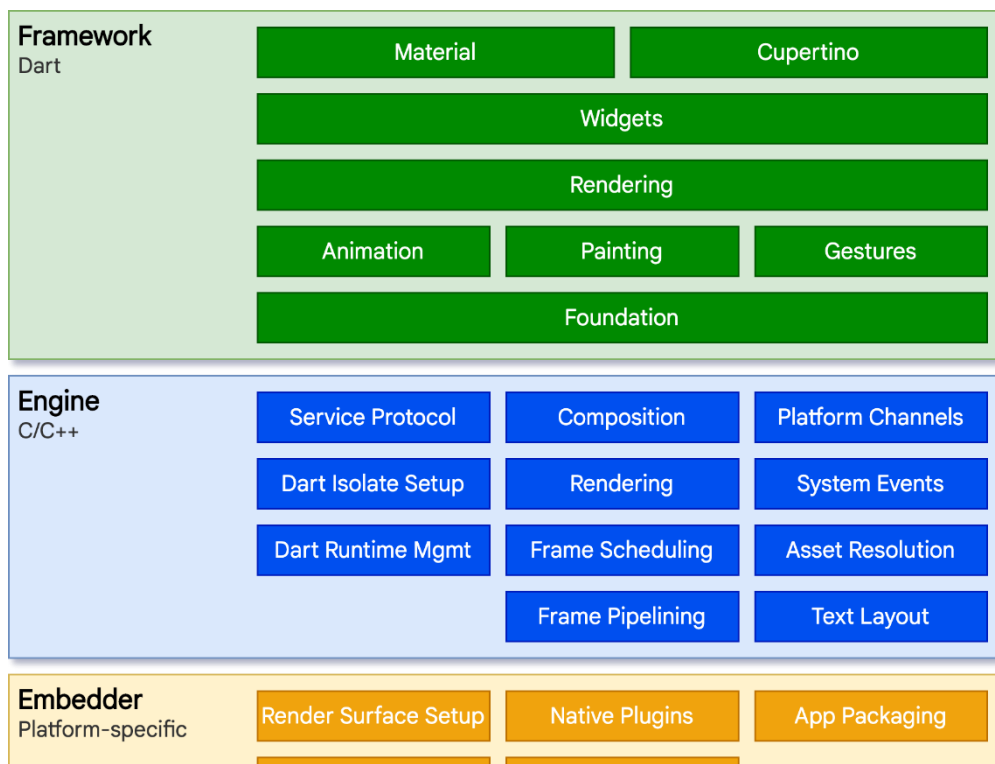 Framework
Dart
Material
Cupertino
Widgets
Rendering
Animation
Painting
Gestures
Foundation
Engine
C/C++
Service Protocol
Composition
Platform Channels
Dart Isolate Setup
Rendering
System Events
Dart Runtime Mgmt
Frame Scheduling
Asset Resolution
Frame Pipelining
Text Layout
Embedder
Platform-specific
Render Surface Setup
Native Plugins
App Packaging